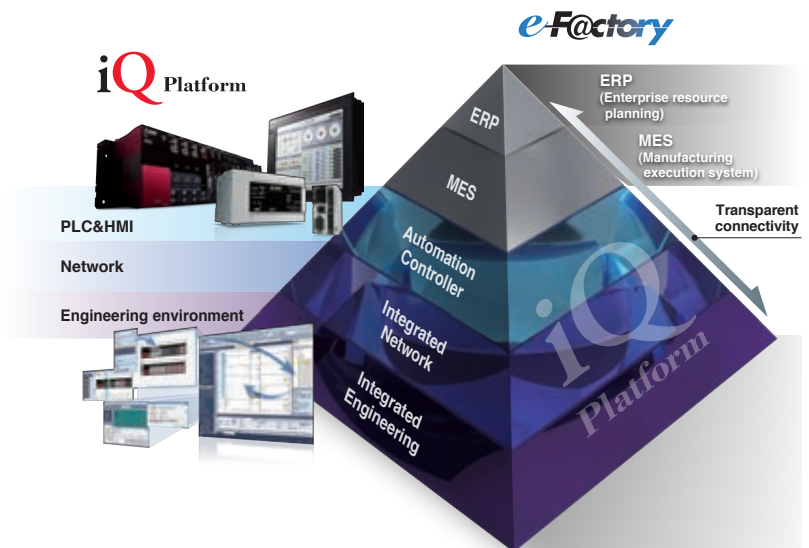 e-F@ctory
iQ Platform
ERP
(Enterprise resource
planning)
MES
(Manufacturing
execution system)
Transparent
connectivity
PLC&HMI
Network
Engineering environment
ERP
MES
Automation
Controller
Integrated
Network
Integrated
Engineering
iQ
Platform